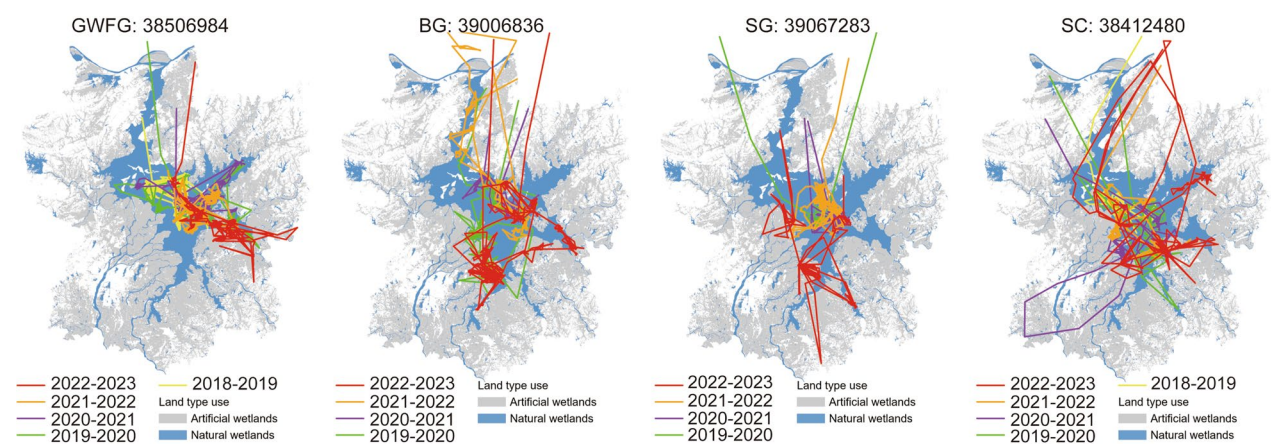 GWFG: 38506984
BG: 39006836
SG: 39067283
SC: 38412480
2022-2023
2018-2019
2021-2022
Land type use
2020-2021
Artificial wetlands
2019-2020
Natural wetlands
2022-2023
Land type use
2021-2022
Artificial wetlands
2020-2021
Natural wetlands
2019-2020
2022-2023
Land type use
2021-2022
Artificial wetlands
2020-2021
Natural wetlands
2019-2020
2022-2023
2018-2019
2021-2022
Land type use
2020-2021
Artificial wetlands
2019-2020
Natural wetlands